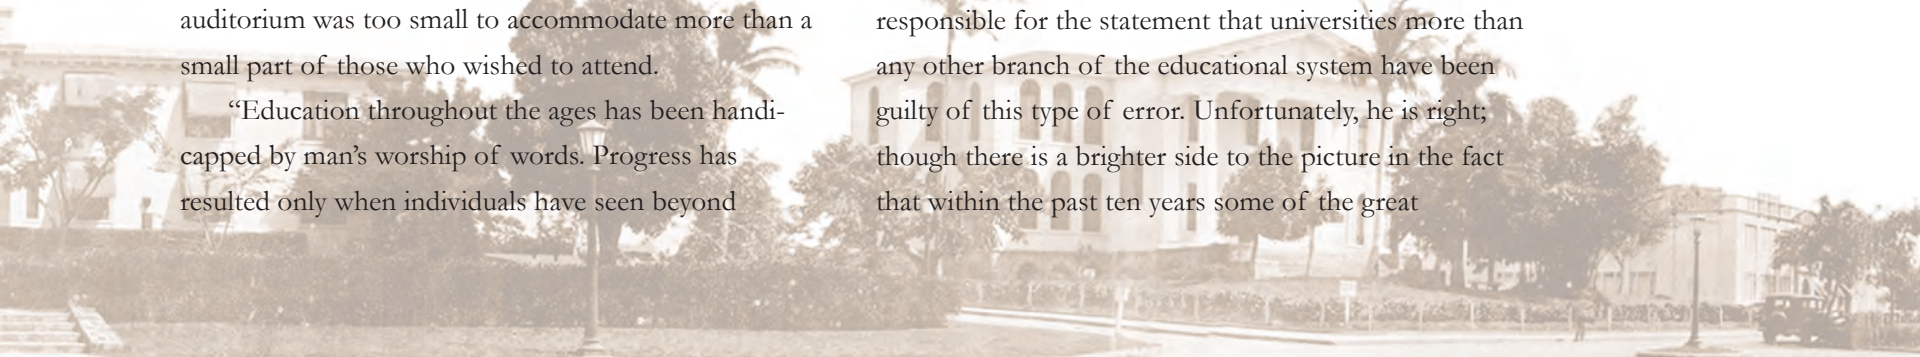 auditorium was too small to accommodate more than a
small part of those who wished to attend.
“Education throughout the ages has been handi-
capped by man’s worship of words. Progress has
resulted only when individuals have seen beyond
responsible for the statement that universities more than
any other branch of the educational system have been
guilty of this type of error. Unfortunately, he is right;
though there is a brighter side to the picture in the fact
that within the past ten years some of the great